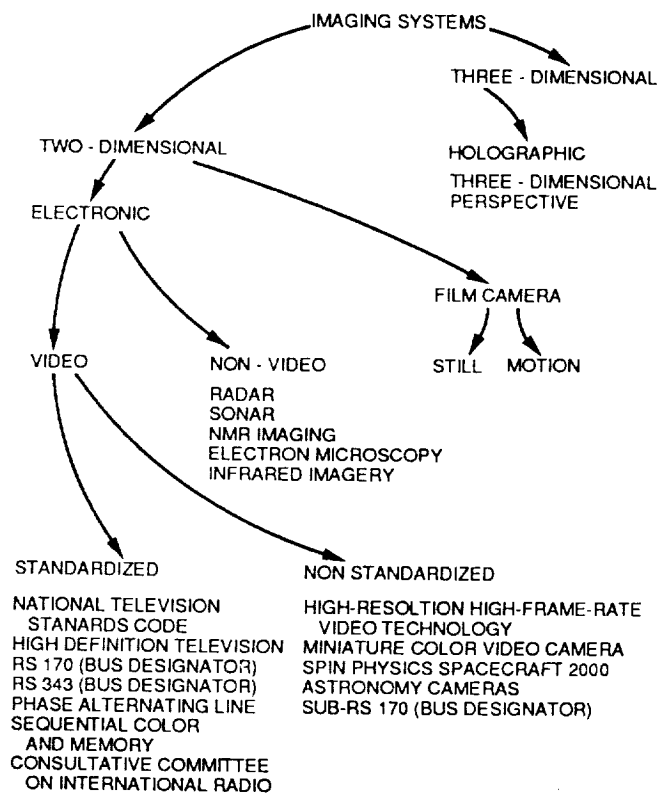 IMAGING SYSTEMS
THREE - DIMENSIONAL
TWO - DIMENSIONAL
HOLOGRAPHIC
THREE - DIMENSIONAL
PERSPECTIVE
ELECTRONIC
FILM CAMERA
VIDEO
NON - VIDEO
STILL
MOTION
RADAR
SONAR
NMR IMAGING
ELECTRON MICROSCOPY
INFRARED IMAGERY
STANDARDIZED
NATIONAL TELEVISION
STANARDS CODE
HIGH DEFINITION TELEVISION
RS 170 (BUS DESIGNATOR)
RS 343 (BUS DESIGNATOR)
PHASE ALTERNATING LINE
SEQUENTIAL COLOR
AND MEMORY
CONSULTATIVE COMMITTEE
ON INTERNATIONAL RADIO
NON STANDARDIZED
HIGH-RESOLTION HIGH-FRAME-RATE
VIDEO TECHNOLOGY
MINIATURE COLOR VIDEO CAMERA
SPIN PHYSICS SPACECRAFT 2000
ASTRONOMY CAMERAS
SUB-RS 170 (BUS DESIGNATOR)